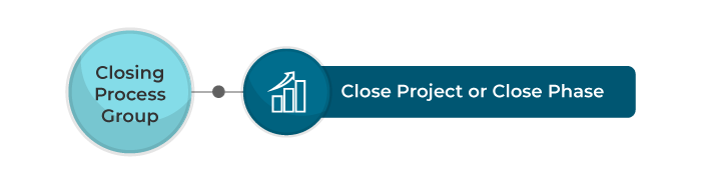 Closing
Process
Group
Close Project or Close Phase